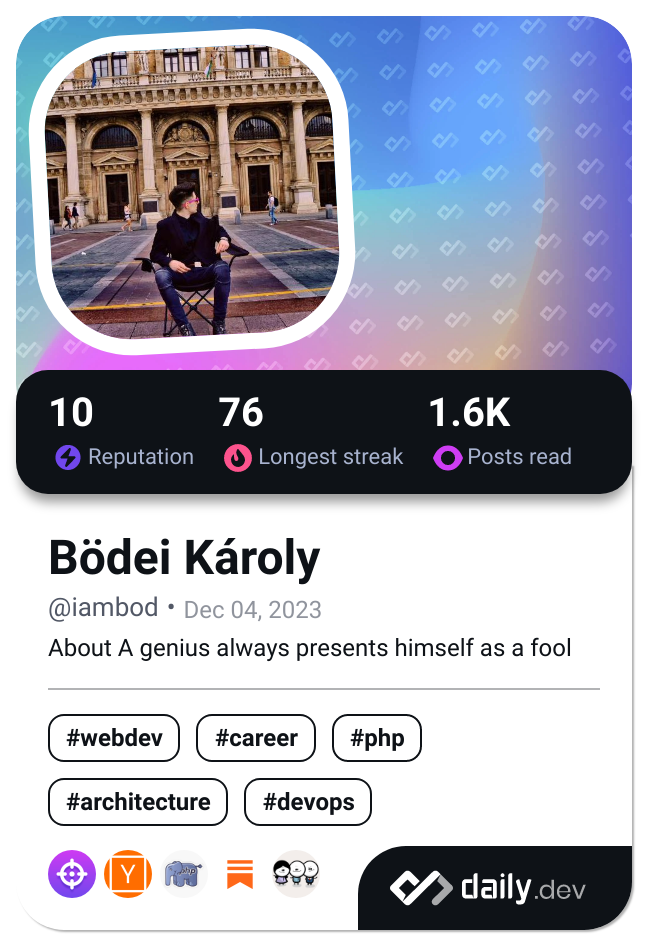 10 76 1.6K
Reputation Longest streak Posts read
Bödei Károly
@iambod • Dec 04, 2023
About A genius always presents himself as a fool
#webdev #career #php
#architecture #devops
Y php
daily.dev